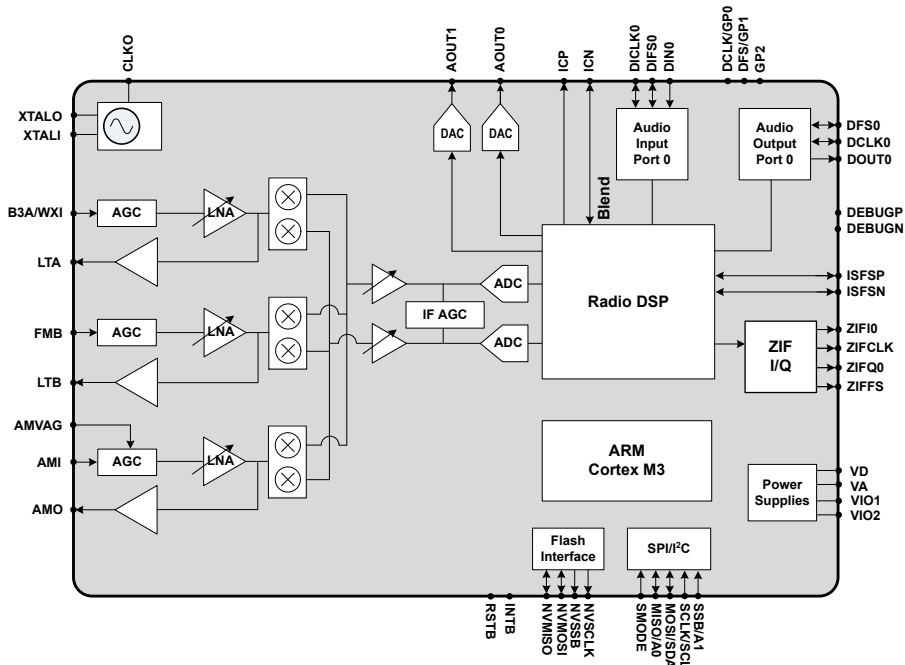 CLKO
AOUT1
AOUT0
ICP
ICN
DICLK0
DIFS0
DIN0
DCLK/GP0
DFS/GP1
GP2
XTALO
XTALI
DAC
DAC
Audio
Input
Port 0
Audio
Output
Port 0
DFS0
DCLK0
DOUT0
Blend
B3A/WXI
AGC
LNA
DEBUGP
DEBUGN
LTA
ADC
Radio DSP
ISFSP
ISFSN
IF AGC
FMB
AGC
LNA
ADC
ZIF
I/Q
ZIFI0
ZIFCLK
ZIFQ0
ZIFFS
LTB
AMVAG
AMI
AGC
LNA
ARM
Cortex M3
Power
Supplies
VD
VA
VIO1
VIO2
AMO
Flash
Interface
SPI/I²C
RSTB
INTB
NVMISO
NVMOSI
NVSSB
NVSCLK
SMODE
MISO/A0
MOSI/SDA
SCLK/SCL
SSB/A1